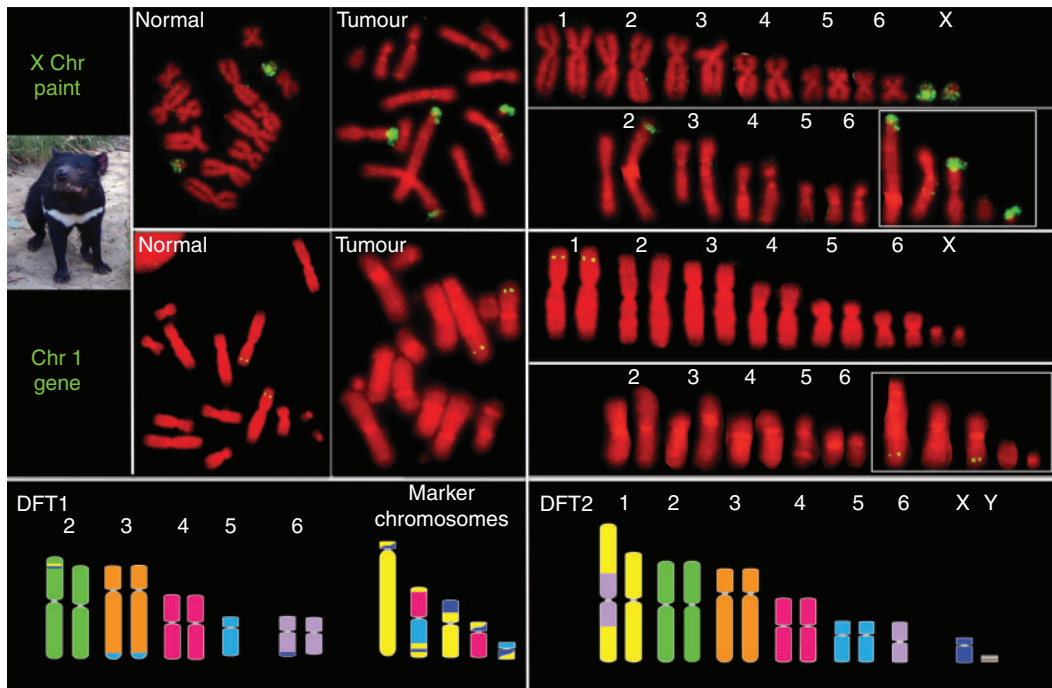 X Chr
paint
Normal
Tumour
1 2 3 4 5 6 X
2 3 4 5 6
Chr 1
gene
Normal
Tumour
1 2 3 4 5 6 X
2 3 4 5 6
DFT1
2 3 4 5 6
Marker
chromosomes
DFT2
1 2 3 4 5 6 X Y